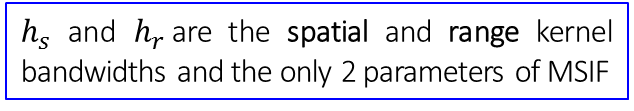 hₛ and hᵣ are the spatial and range kernel
bandwidths and the only 2 parameters of MSIF